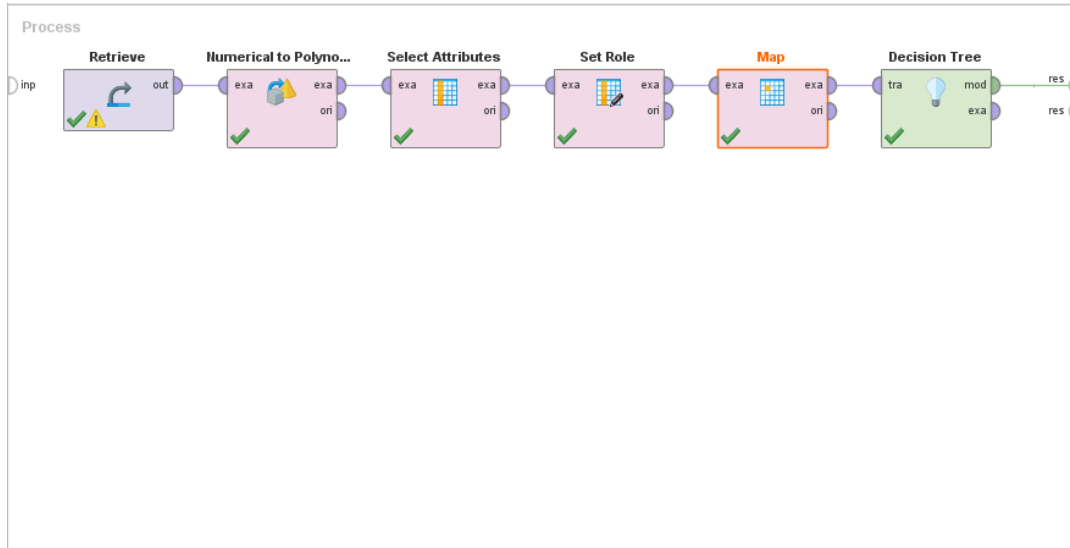 Process
Retrieve
Numerical to Polyno...
Select Attributes
Set Role
Map
Decision Tree
inp
out
exa
exa
ori
exa
exa
ori
exa
exa
ori
exa
exa
ori
tra
mod
exa
res
res